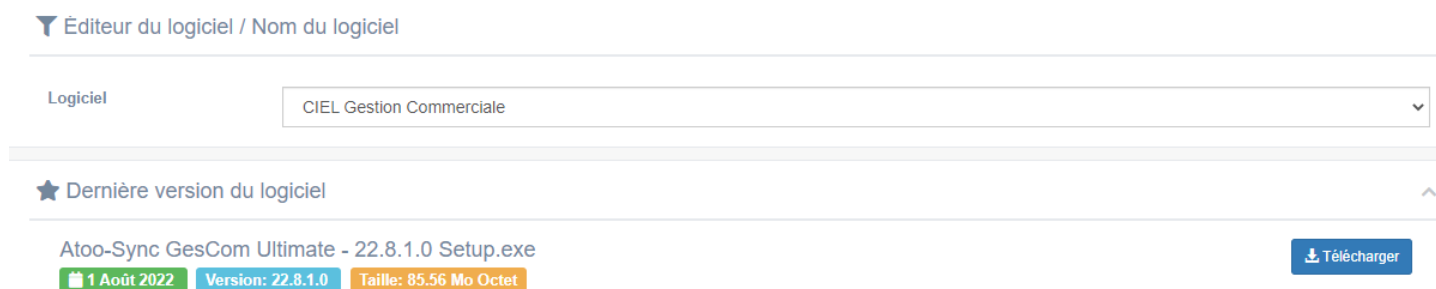 Éditeur du logiciel / Nom du logiciel
Logiciel
CIEL Gestion Commerciale
Dernière version du logiciel
Atoo-Sync GesCom Ultimate - 22.8.1.0 Setup.exe
Télécharger
1 Août 2022 Version: 22.8.1.0 Taille: 85.56 Mo Octet